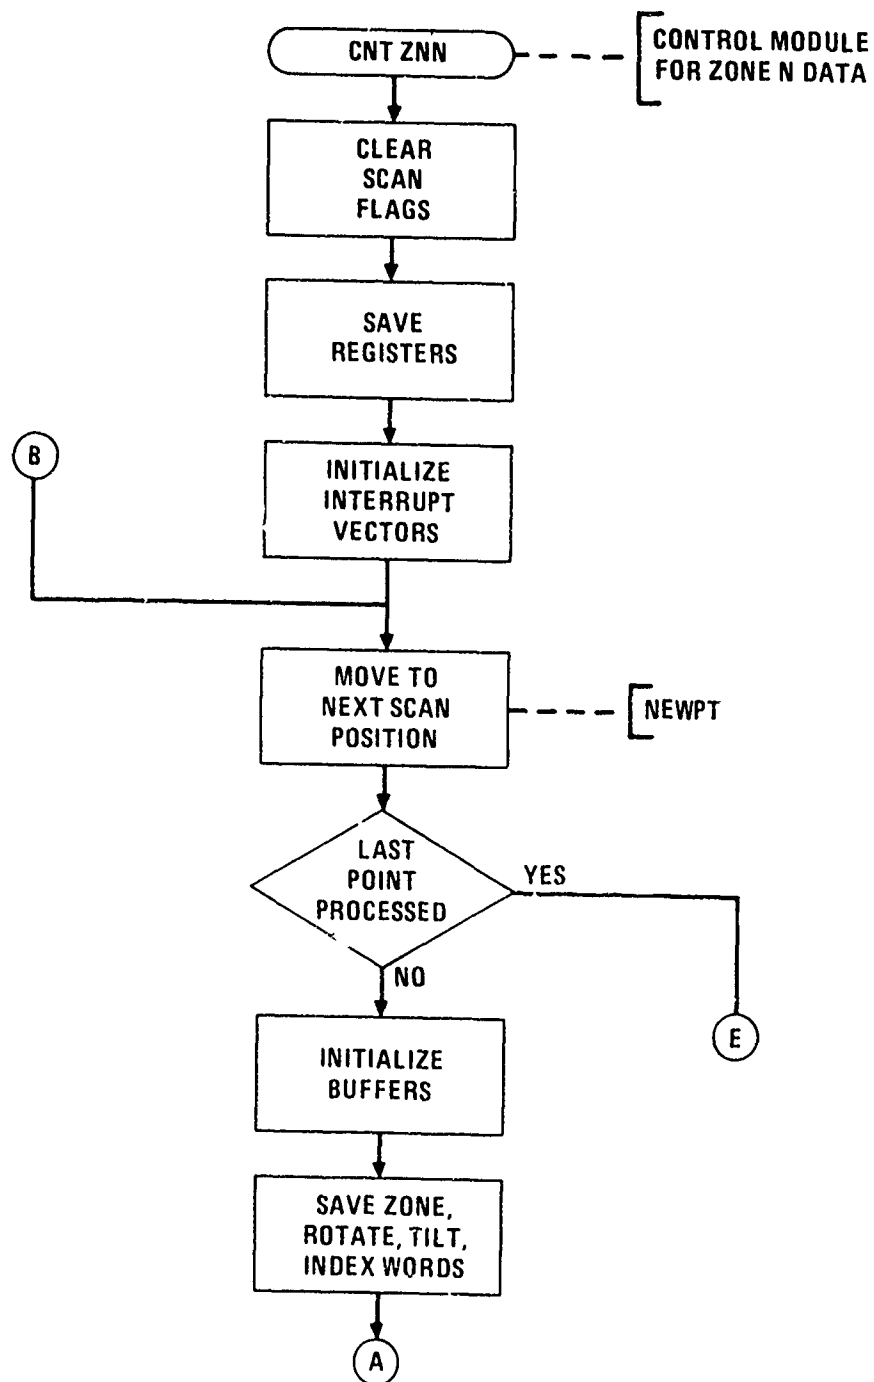 CNT ZNN
CONTROL MODULE
FOR ZONE N DATA
CLEAR
SCAN
FLAGS
SAVE
REGISTERS
B
INITIALIZE
INTERRUPT
VECTORS
MOVE TO
NEXT SCAN
POSITION
NEWPT
LAST
POINT
PROCESSED
YES
NO
E
INITIALIZE
BUFFERS
SAVE ZONE,
ROTATE, TILT,
INDEX WORDS
A